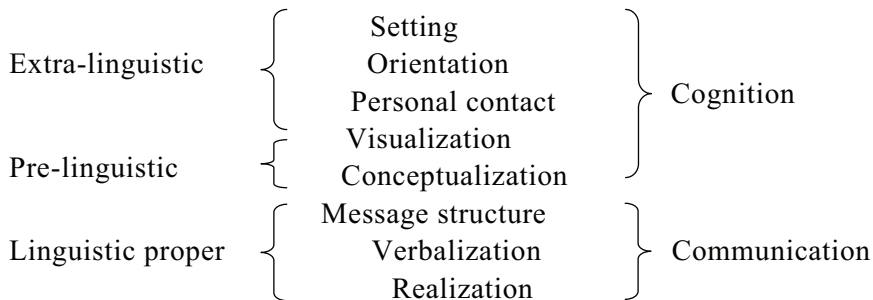 Setting
Extra-linguistic Orientation
Personal contact Cognition
Visualization
Pre-linguistic
Conceptualization
Message structure
Linguistic proper Verbalization Communication
Realization